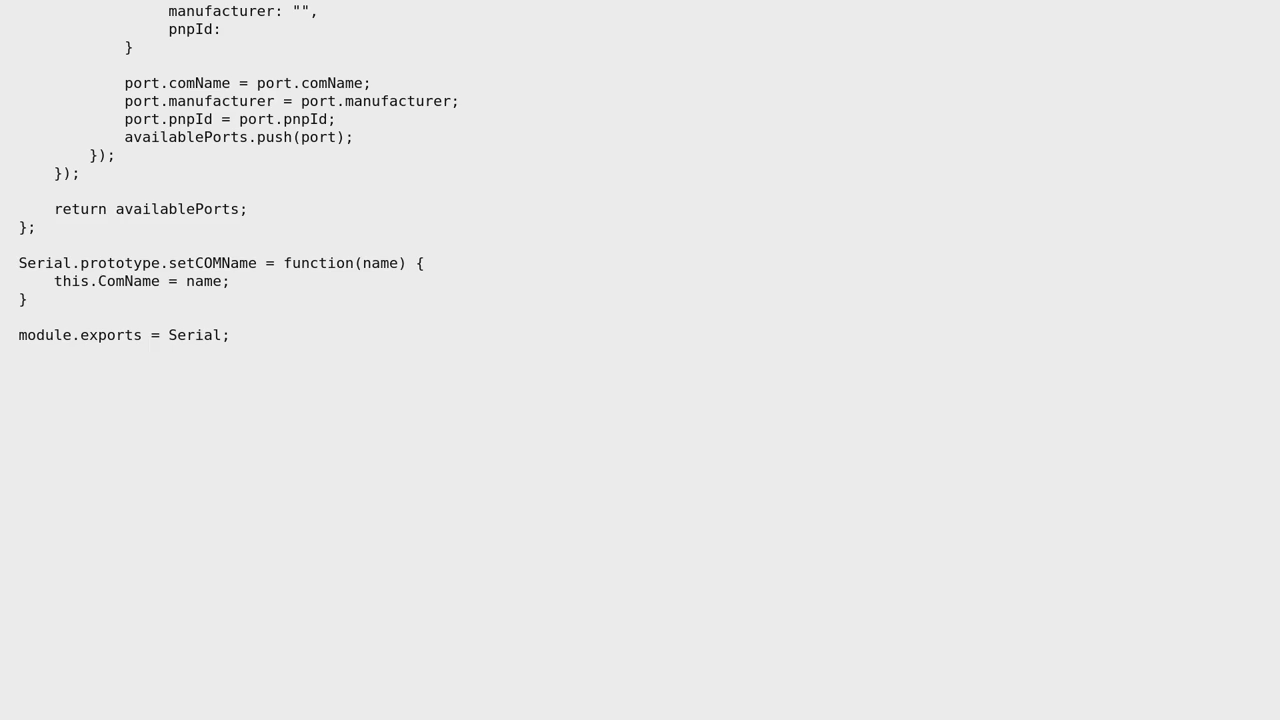 manufacturer: "",
                 pnpId:
            }

            port.comName = port.comName;
            port.manufacturer = port.manufacturer;
            port.pnpId = port.pnpId;
            availablePorts.push(port);
        });
    });

    return availablePorts;
};

Serial.prototype.setCOMName = function(name) {
    this.ComName = name;
}

module.exports = Serial;